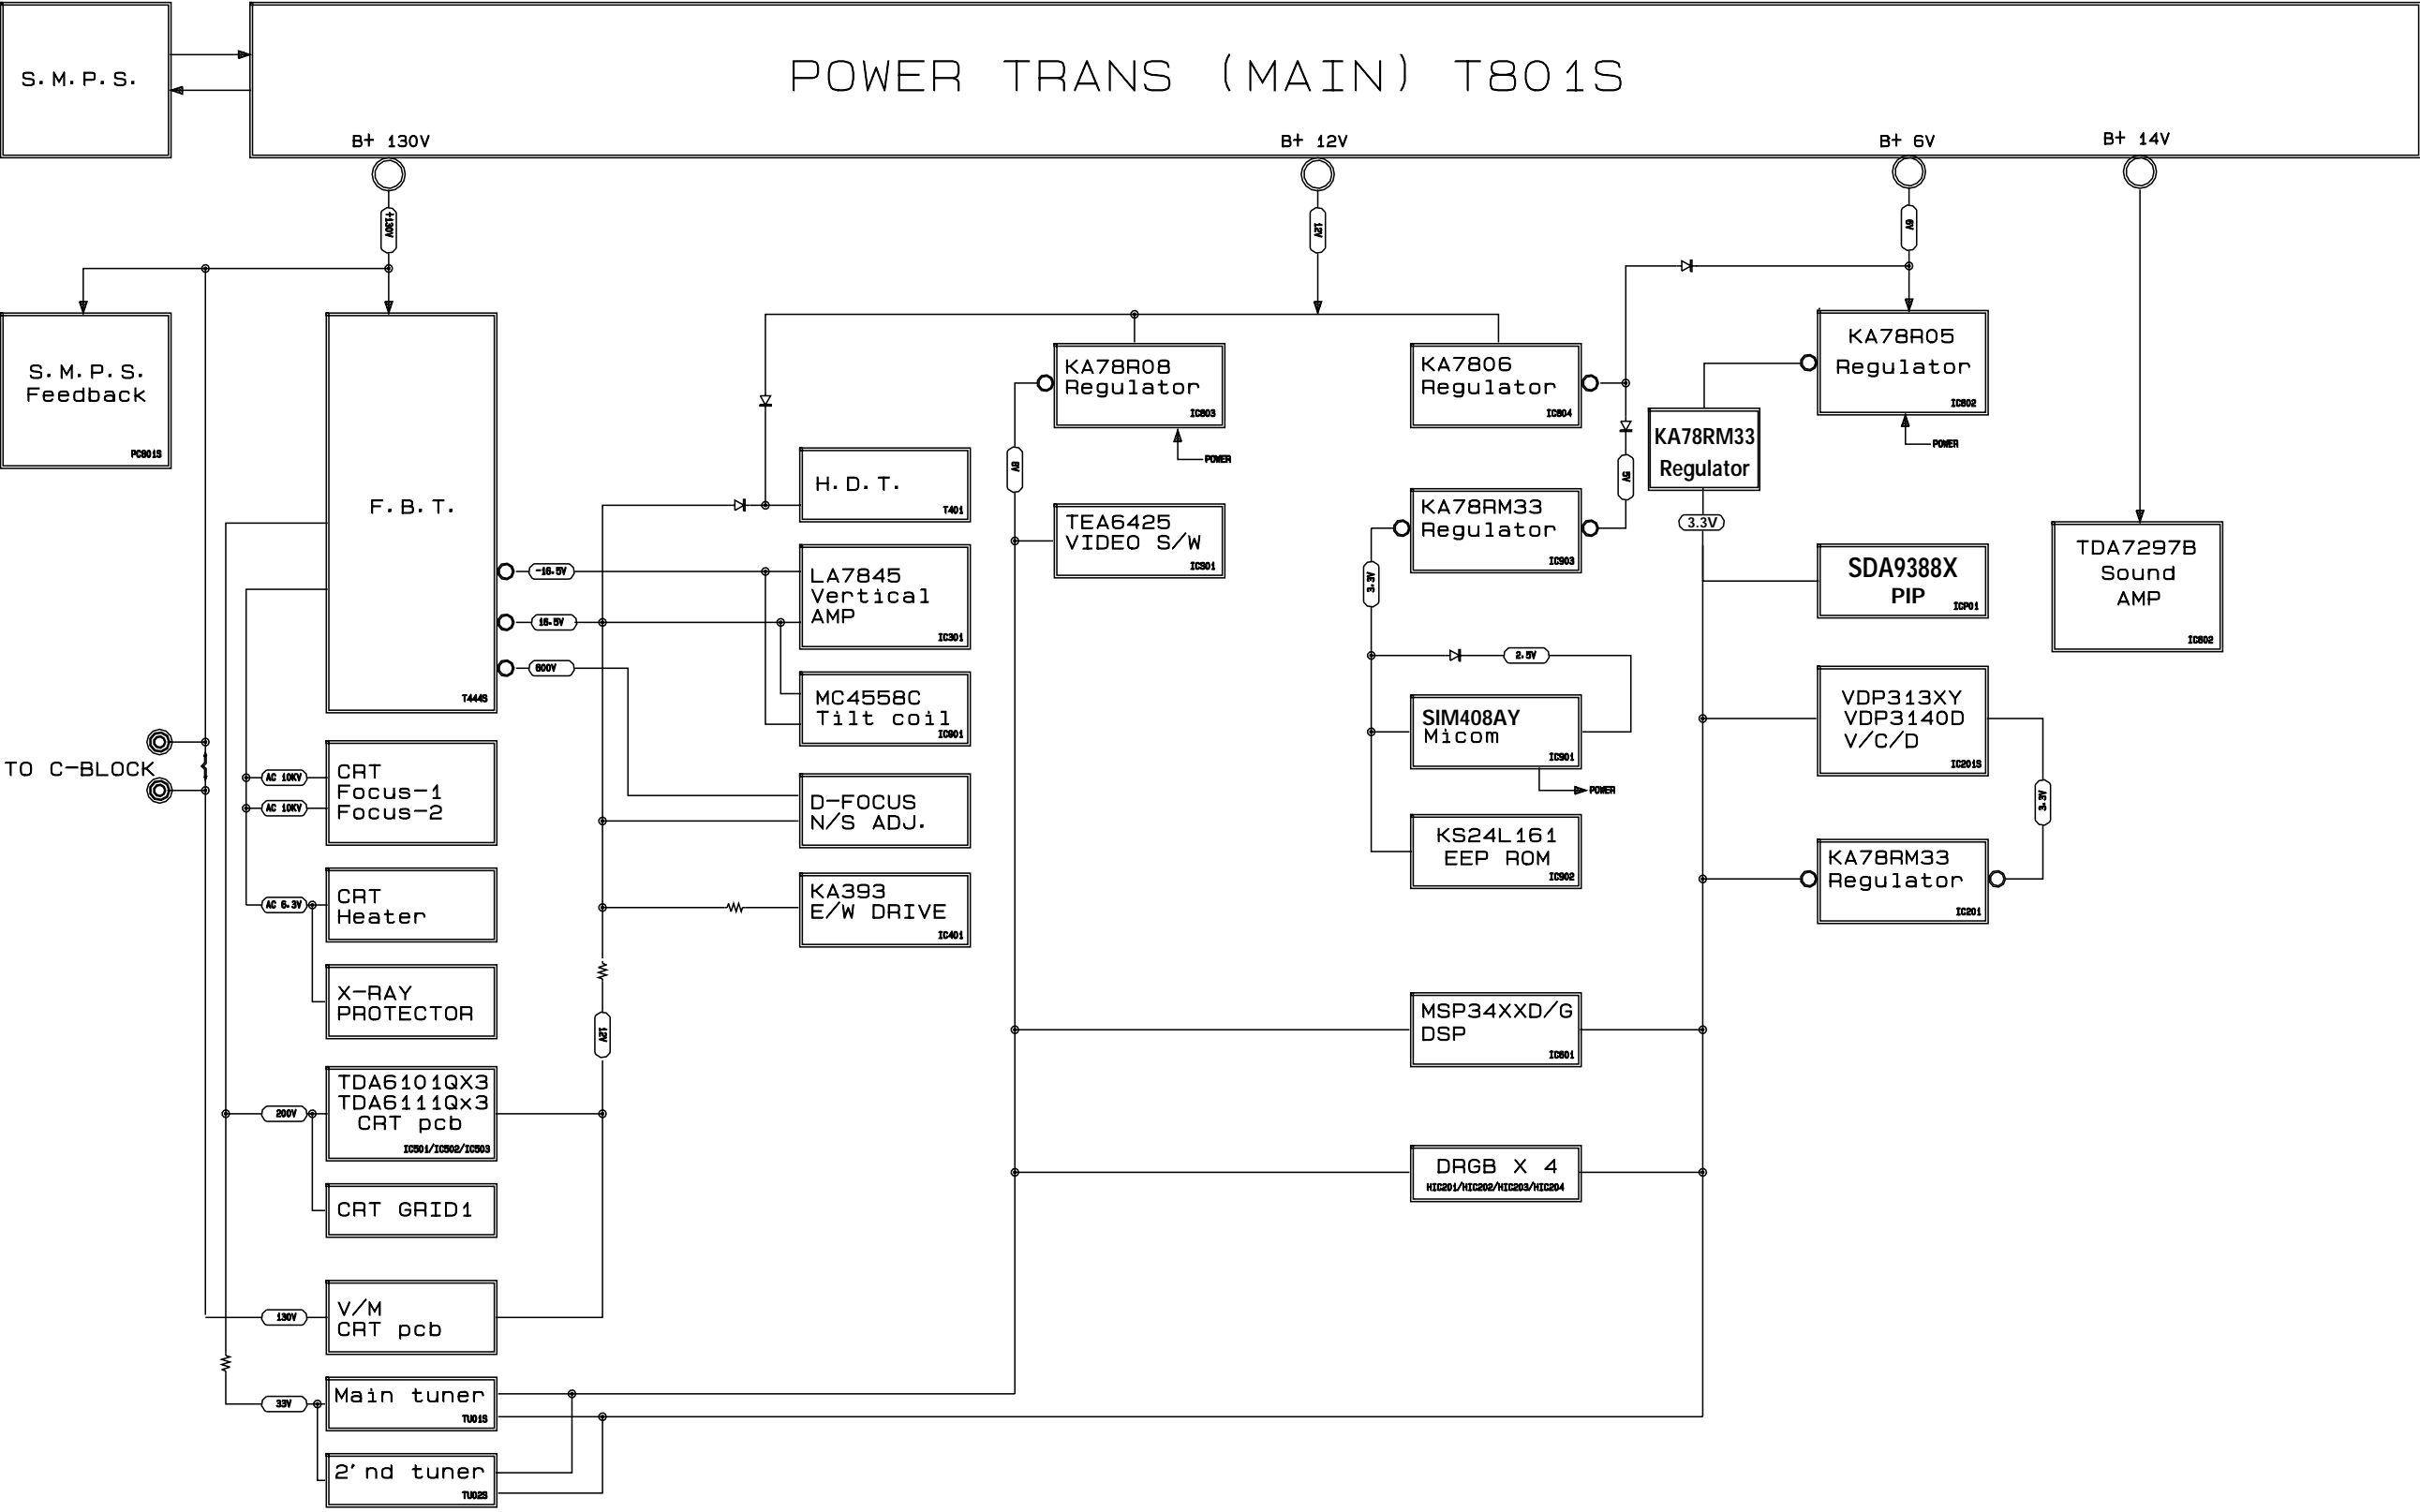 S.M.P.S.
POWER TRANS (MAIN) T801S
B+ 130V
B+ 12V
B+ 6V
B+ 14V
+130V
12V
6V
S.M.P.S.
Feedback
PC801S
F.B.T.
T444S
-16.5V
16.5V
600V
KA78R08
Regulator
IC803
POWER
8V
KA7806
Regulator
IC804
5V
KA78R05
Regulator
IC802
POWER
KA78RM33
Regulator
3.3V
H.D.T.
T401
LA7845
Vertical
AMP
IC301
MC4558C
Tilt coil
IC901
D-FOCUS
N/S ADJ.
KA393
E/W DRIVE
IC401
12V
TEA6425
VIDEO S/W
KA78RM33
Regulator
IC903
3.3V
2.5V
SIM408AY
Micom
IC901
POWER
KS24L161
EEP ROM
IC902
SDA9388X
PIP
ICP01
TDA7297B
Sound
AMP
IC602
VDP313XY
VDP3140D
V/C/D
IC201S
3.3V
KA78RM33
Regulator
IC201
MSP34XXD/G
DSP
IC601
DRGB X 4
HIC201/HIC202/HIC203/HIC204
TO C-BLOCK
AC 10KV
AC 10KV
CRT
Focus-1
Focus-2
AC 6.3V
CRT
Heater
X-RAY
PROTECTOR
200V
TDA6101QX3
TDA6111Qx3
CRT pcb
IC501/IC502/IC503
CRT GRID1
130V
V/M
CRT pcb
33V
Main tuner
TU01S
2'nd tuner
TU02S